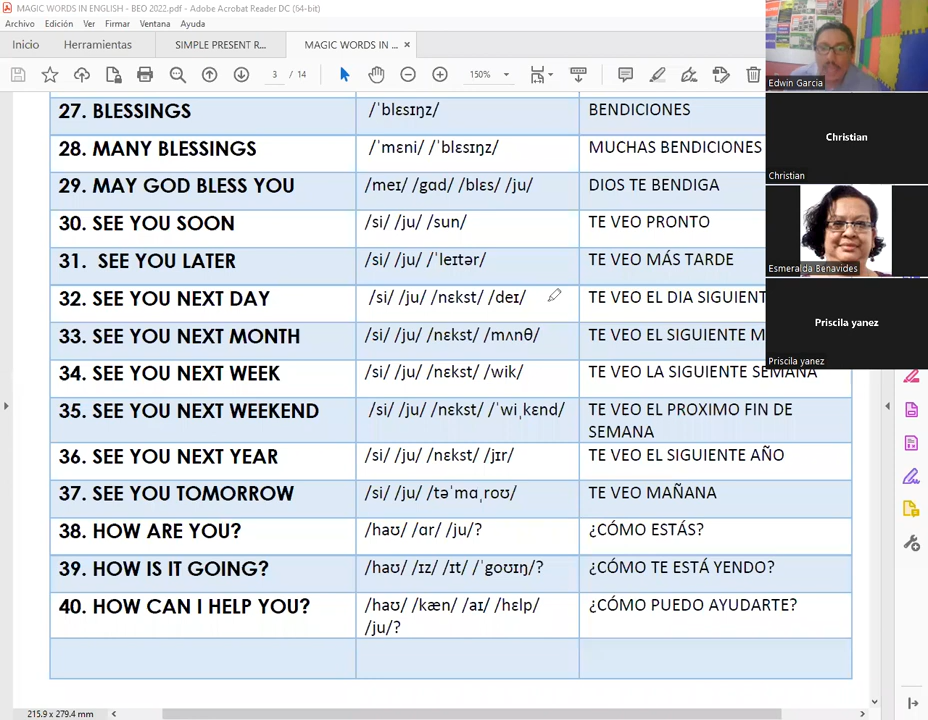 MAGIC WORDS IN ENGLISH - BEO 2022.pdf - Adobe Acrobat Reader DC (64-bit)
Archivo Edición Ver Firmar Ventana Ayuda
Inicio Herramientas SIMPLE PRESENT R... MAGIC WORDS IN ... ×
3 / 14 150%
27. BLESSINGS /ˈblɛsɪŋz/ BENDICIONES
28. MANY BLESSINGS /ˈmɛni/ /ˈblɛsɪŋz/ MUCHAS BENDICIONES
29. MAY GOD BLESS YOU /meɪ/ /gɑd/ /blɛs/ /ju/ DIOS TE BENDIGA
30. SEE YOU SOON /si/ /ju/ /sun/ TE VEO PRONTO
31. SEE YOU LATER /si/ /ju/ /ˈleɪtər/ TE VEO MÁS TARDE
32. SEE YOU NEXT DAY /si/ /ju/ /nɛkst/ /deɪ/ TE VEO EL DIA SIGUIENT
33. SEE YOU NEXT MONTH /si/ /ju/ /nɛkst/ /mʌnθ/ TE VEO EL SIGUIENTE M
34. SEE YOU NEXT WEEK /si/ /ju/ /nɛkst/ /wik/ TE VEO LA SIGUIENTE SEMANA
35. SEE YOU NEXT WEEKEND /si/ /ju/ /nɛkst/ /ˈwiˌkɛnd/ TE VEO EL PROXIMO FIN DE
SEMANA
36. SEE YOU NEXT YEAR /si/ /ju/ /nɛkst/ /jɪr/ TE VEO EL SIGUIENTE AÑO
37. SEE YOU TOMORROW /si/ /ju/ /təˈmɑˌroʊ/ TE VEO MAÑANA
38. HOW ARE YOU? /haʊ/ /ɑr/ /ju/? ¿CÓMO ESTÁS?
39. HOW IS IT GOING? /haʊ/ /ɪz/ /ɪt/ /ˈgoʊɪŋ/? ¿CÓMO TE ESTÁ YENDO?
40. HOW CAN I HELP YOU? /haʊ/ /kæn/ /aɪ/ /hɛlp/ ¿CÓMO PUEDO AYUDARTE?
/ju/?
215.9 x 279.4 mm
Edwin Garcia
Christian
Christian
Esmeralda Benavides
Priscila yanez
Priscila yanez